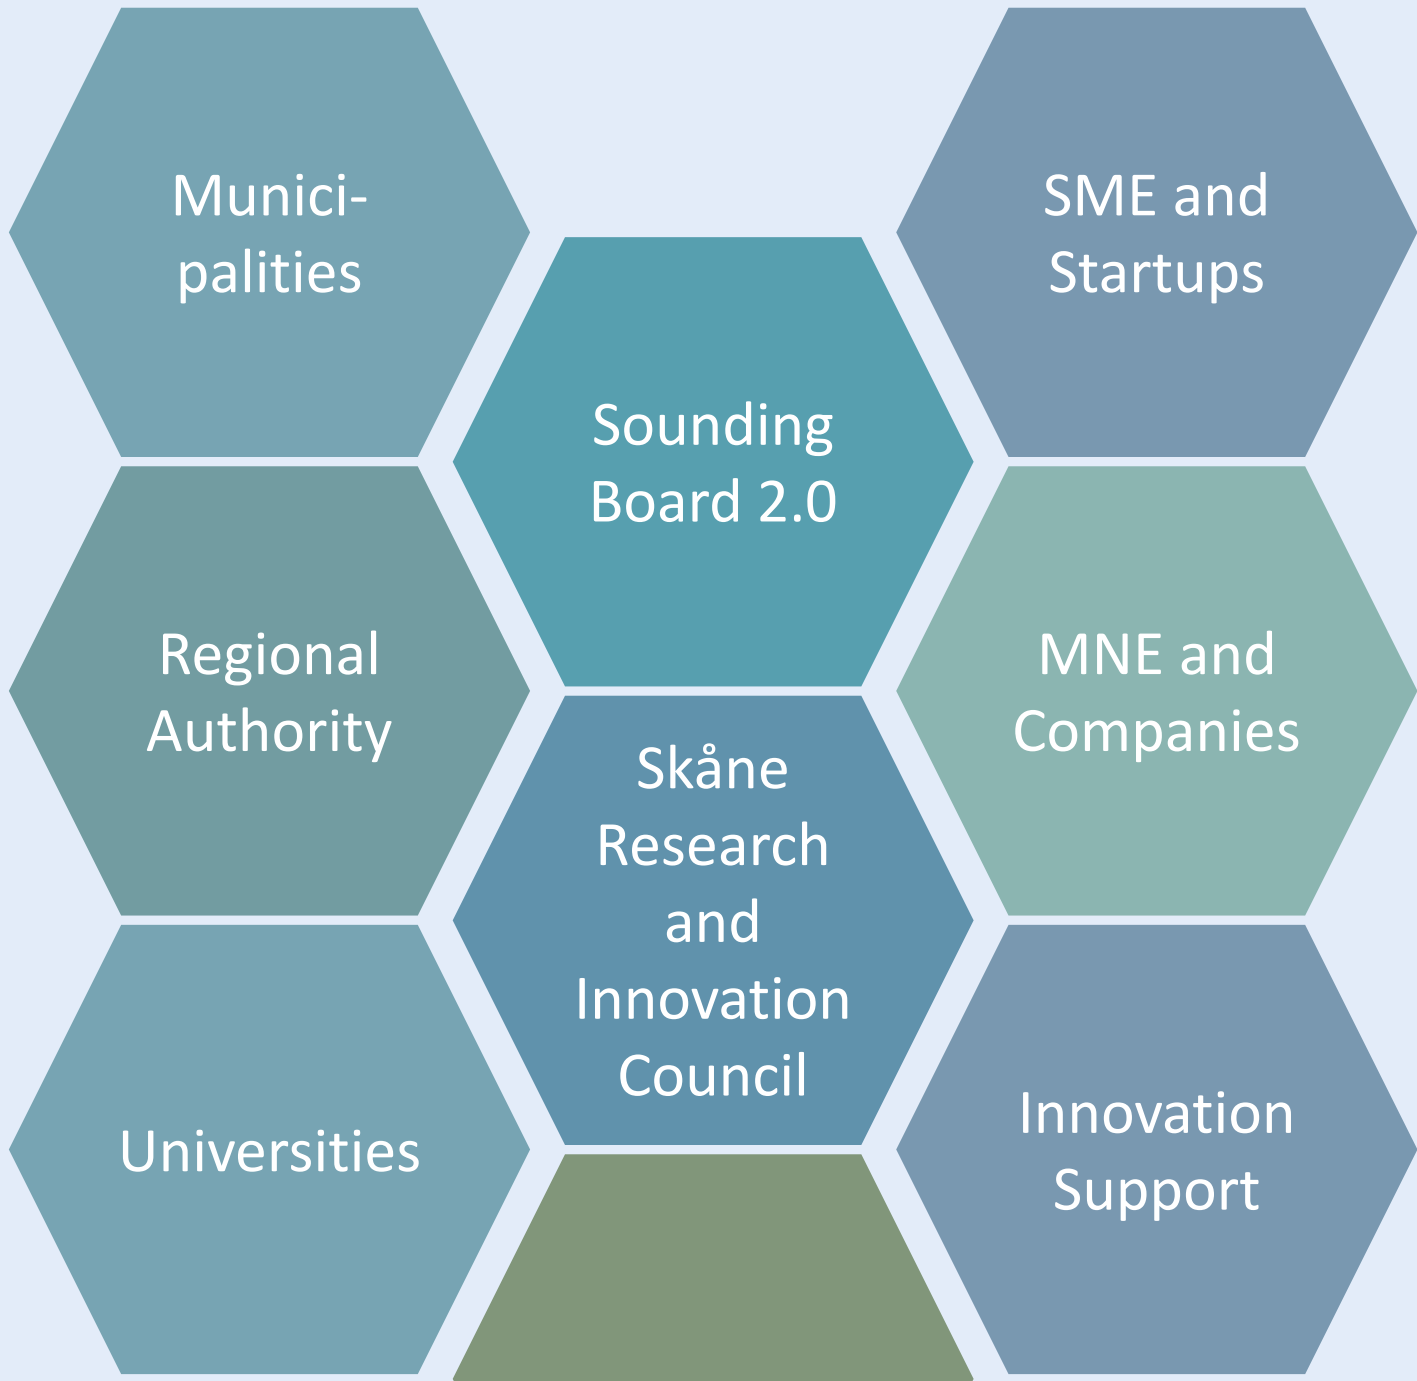 Munici-
palities
SME and
Startups
Sounding
Board 2.0
Regional
Authority
MNE and
Companies
Skåne
Research
and
Innovation
Council
Universities
Innovation
Support